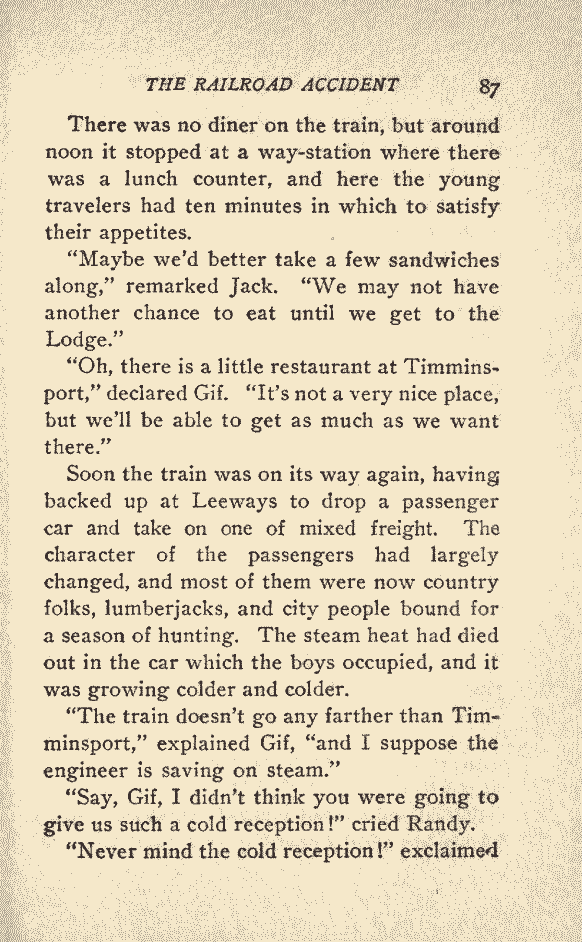 THE RAILROAD ACCIDENT 87
There was no diner on the train, but around
noon it stopped at a way-station where there
was a lunch counter, and here the young
travelers had ten minutes in which to satisfy
their appetites.
“Maybe we’d better take a few sandwiches
along,” remarked Jack. “We may not have
another chance to eat until we get to the
Lodge.”
“Oh, there is a little restaurant at Timmins-
port,” declared Gif. “It’s not a very nice place,
but we’ll be able to get as much as we want
there.”
Soon the train was on its way again, having
backed up at Leeways to drop a passenger
car and take on one of mixed freight. The
character of the passengers had largely
changed, and most of them were now country
folks, lumberjacks, and city people bound for
a season of hunting. The steam heat had died
out in the car which the boys occupied, and it
was growing colder and colder.
“The train doesn’t go any farther than Tim-
minsport,” explained Gif, “and I suppose the
engineer is saving on steam.”
“Say, Gif, I didn’t think you were going to
give us such a cold reception!” cried Randy.
“Never mind the cold reception!” exclaimed